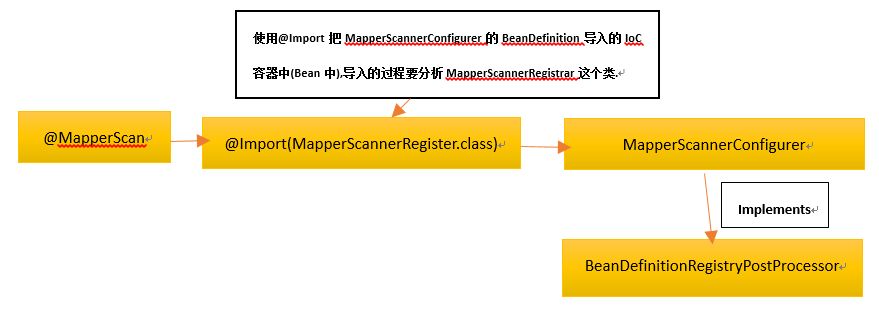 使用@Import 把 MapperScannerConfigurer 的 BeanDefinition 导入的 IoC
容器中(Bean 中),导入的过程要分析 MapperScannerRegistrar 这个类.
@MapperScan
@Import(MapperScannerRegister.class)
MapperScannerConfigurer
Implements
BeanDefinitionRegistryPostProcessor